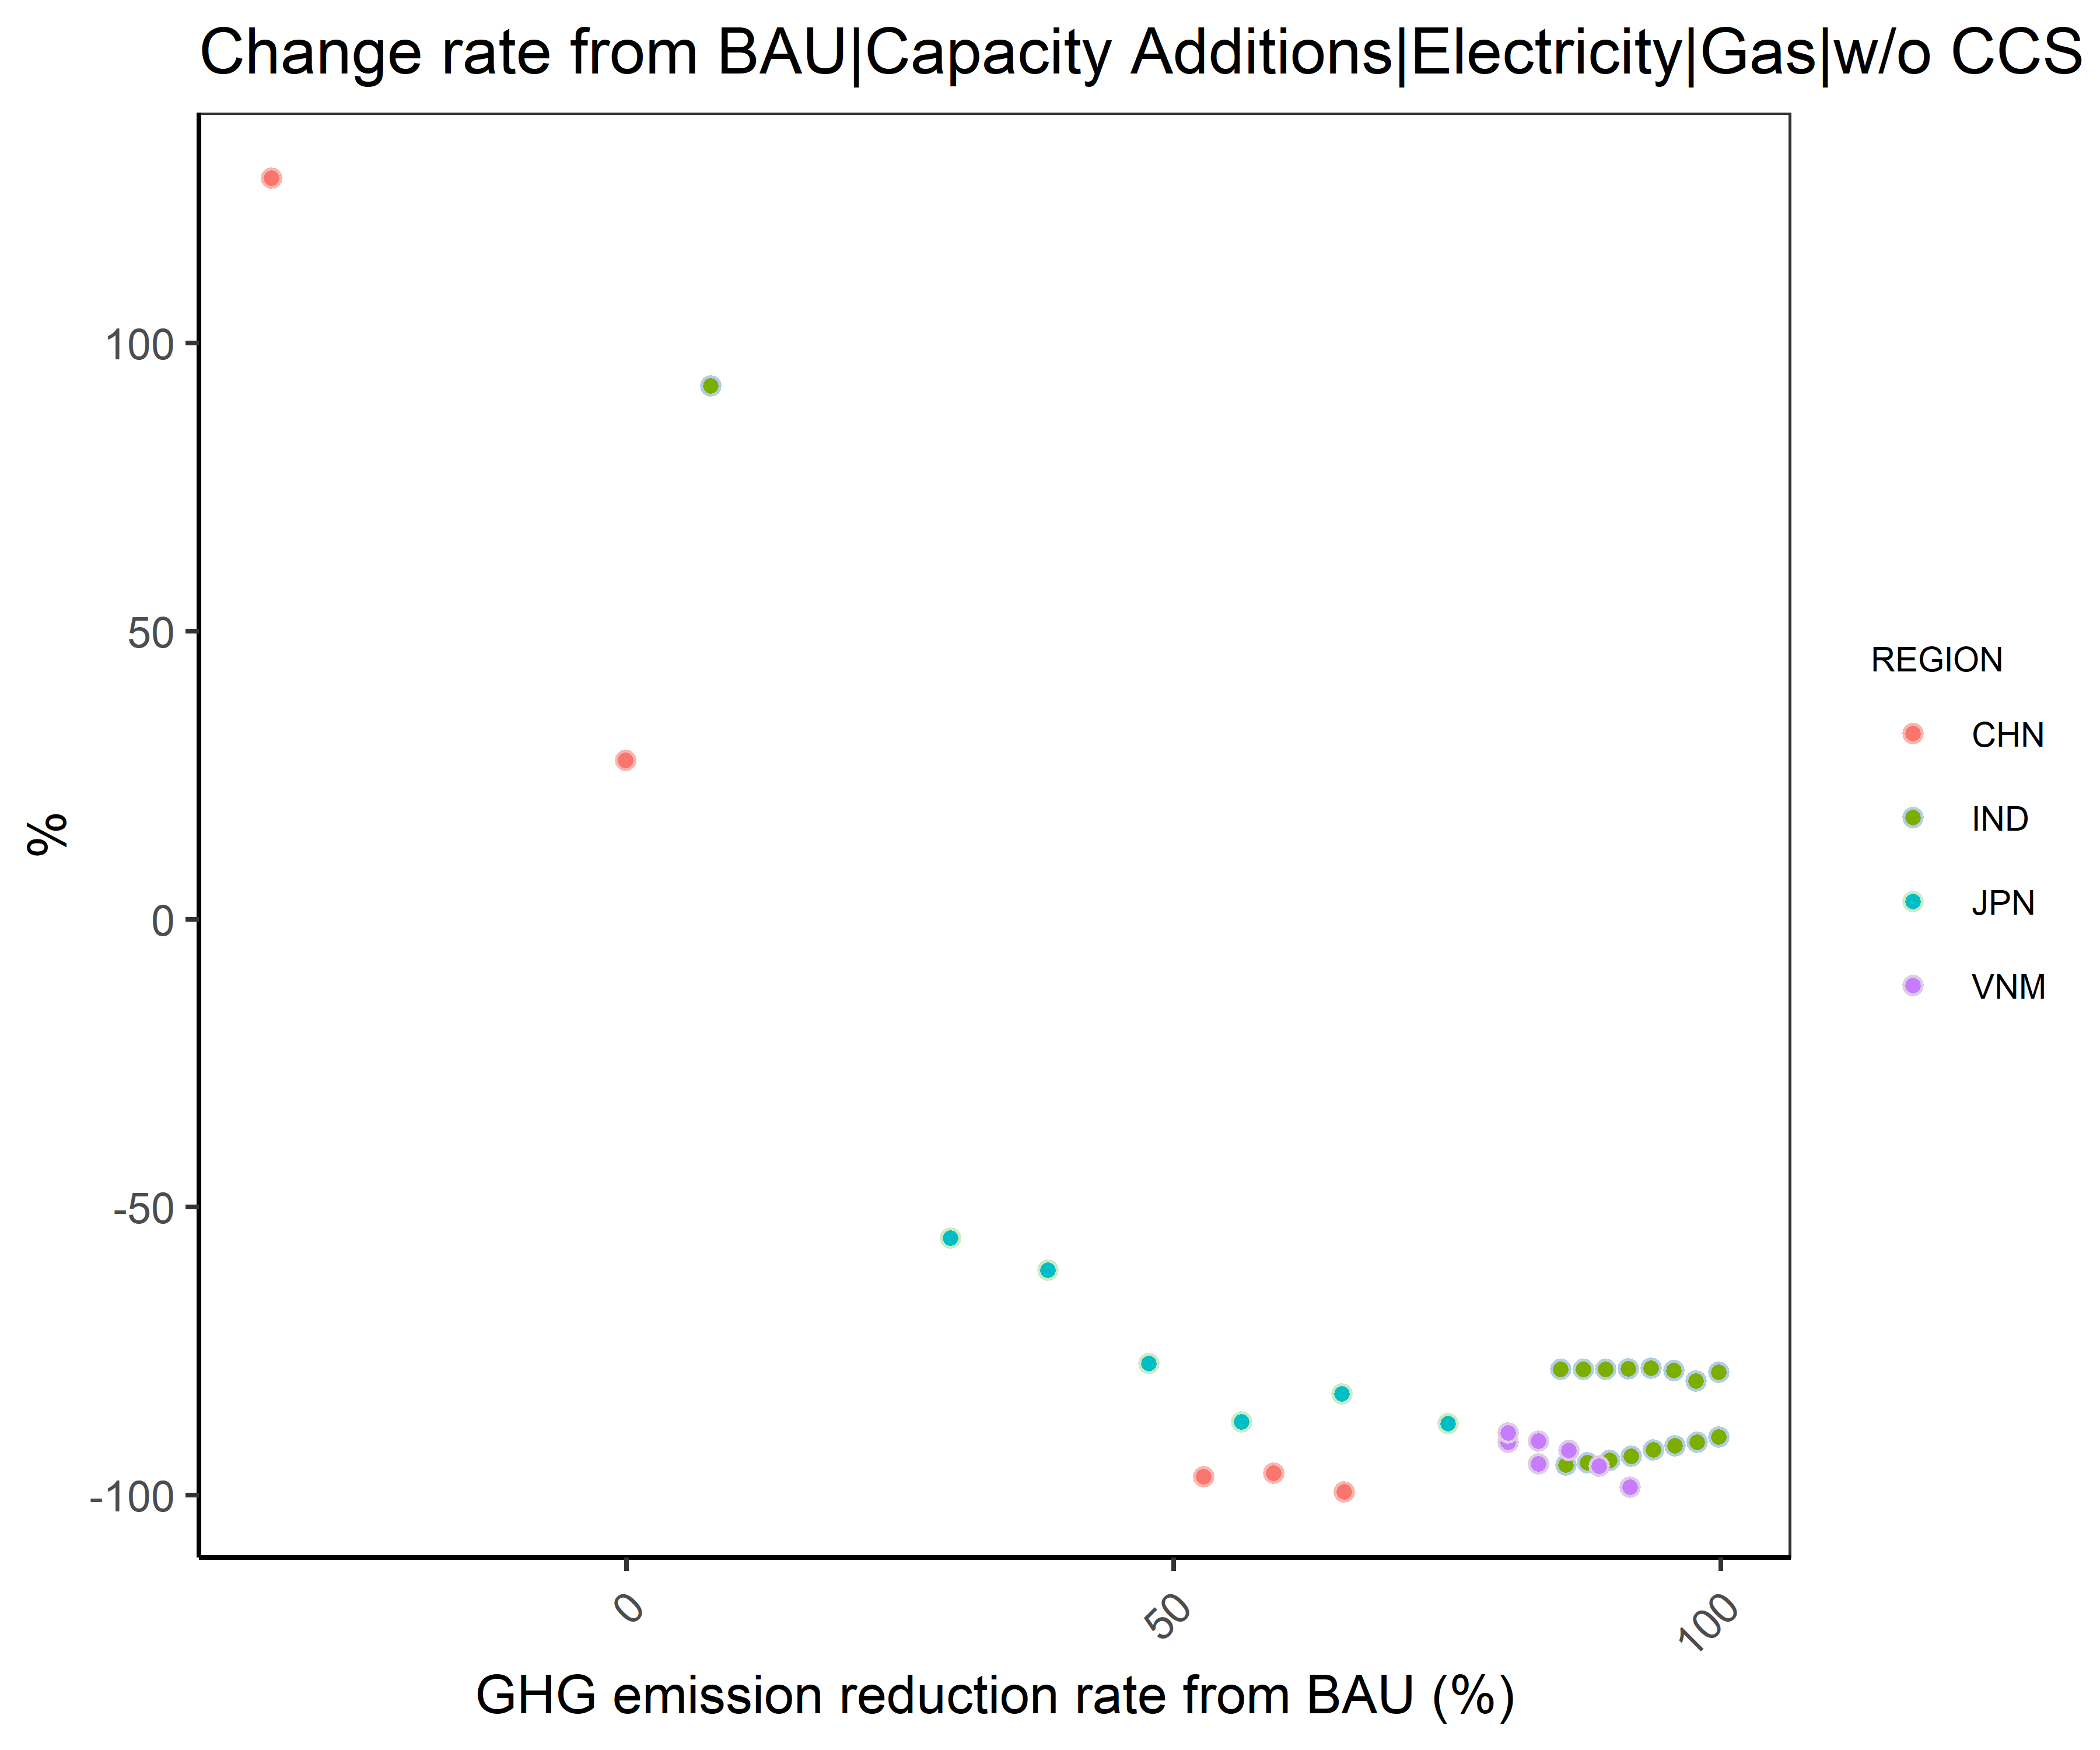 Change rate from BAU|Capacity Additions|Electricity|Gas|w/o CCS
%
100
50
0
-50
-100
0
50
100
GHG emission reduction rate from BAU (%)
REGION
CHN
IND
JPN
VNM